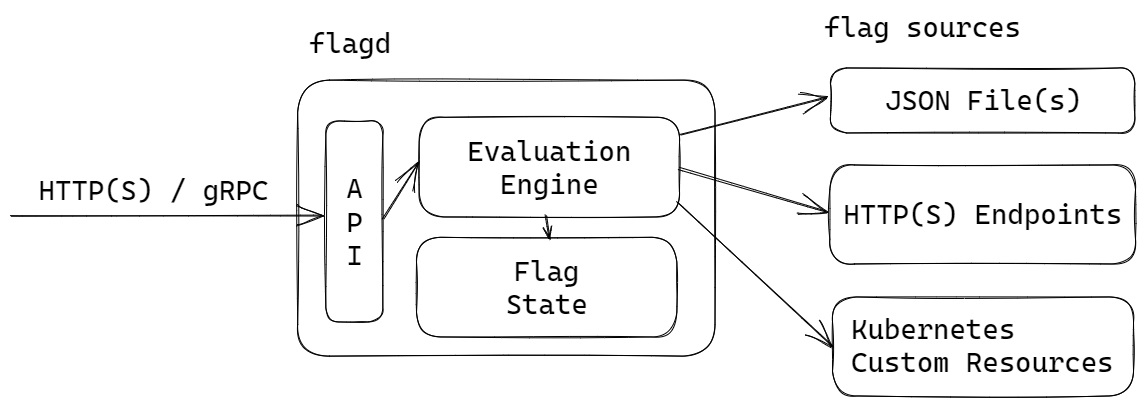 flagd
flag sources
HTTP(S) / gRPC
A
P
I
Evaluation
Engine
Flag
State
JSON File(s)
HTTP(S) Endpoints
Kubernetes
Custom Resources